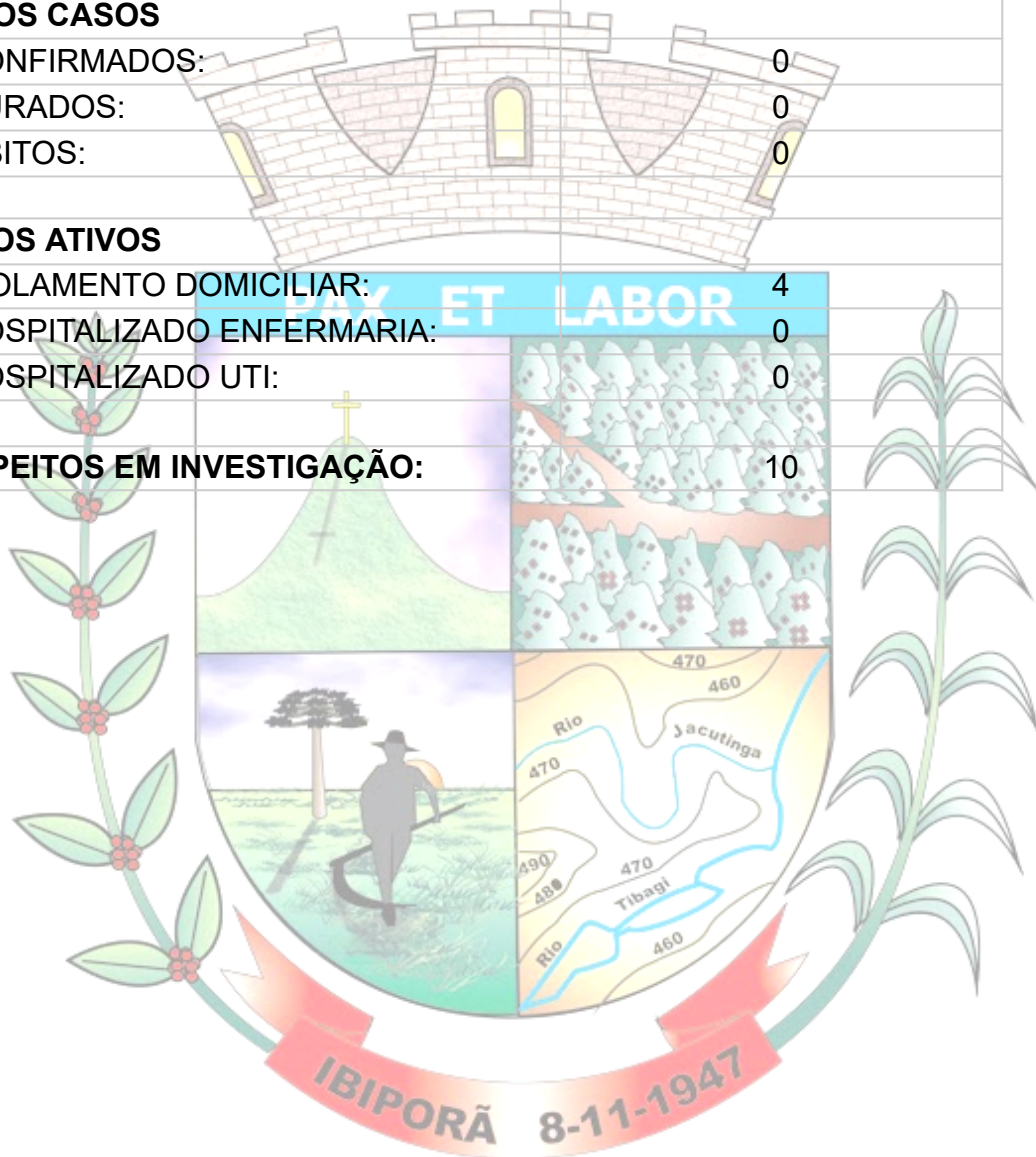 OS CASOS
ONFIRMADOS: 0
URADOS: 0
BITOS: 0
OS ATIVOS
OLAMENTO DOMICILIAR: 4
OSPITALIZADO ENFERMARIA: 0
OSPITALIZADO UTI: 0
PEITOS EM INVESTIGAÇÃO: 10
PAX ET LABOR
470
460
Rio Jacutinga
470
490
480
470
Rio Tibagi
460
IBIPORÃ 8-11-1947